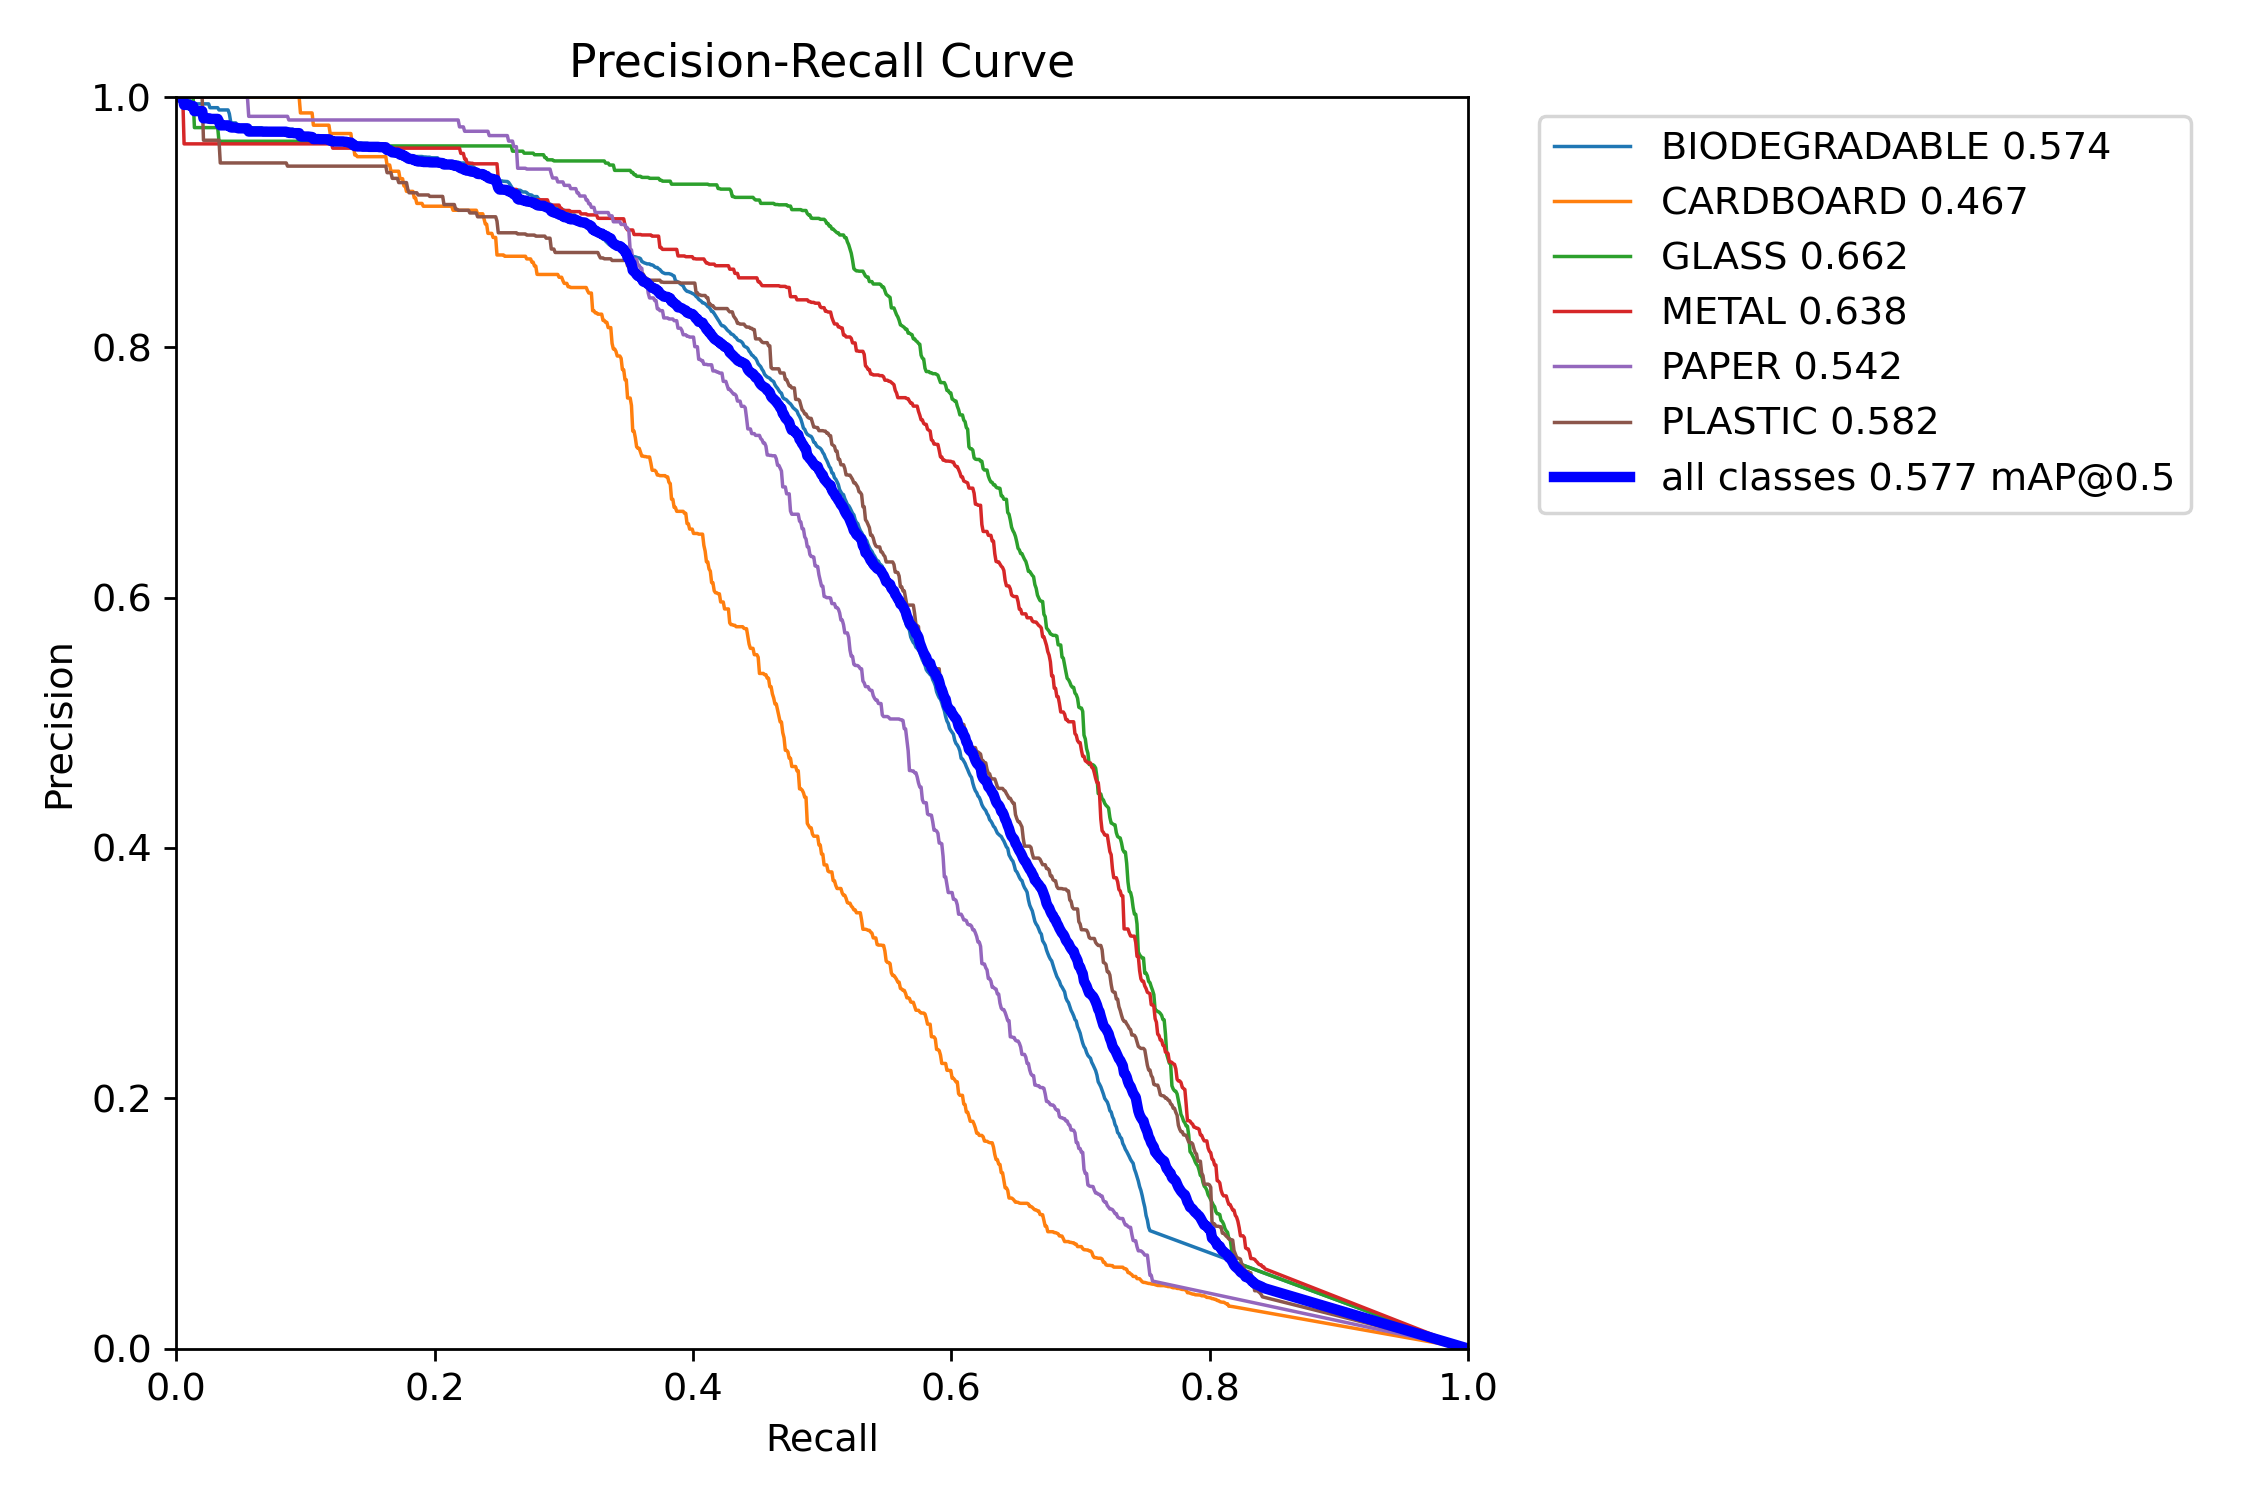 Precision-Recall Curve
1.0
0.8
0.6
0.4
0.2
0.0
Precision
0.0 0.2 0.4 0.6 0.8 1.0
Recall
BIODEGRADABLE 0.574
CARDBOARD 0.467
GLASS 0.662
METAL 0.638
PAPER 0.542
PLASTIC 0.582
all classes 0.577 mAP@0.5